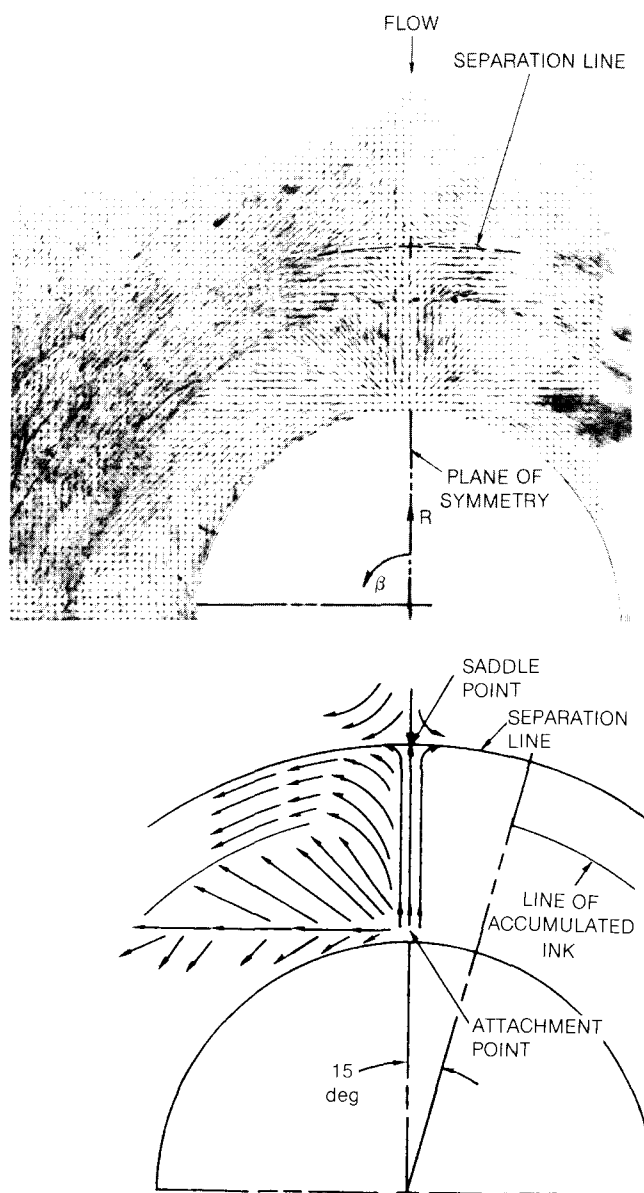 FLOW
SEPARATION LINE
PLANE OF
SYMMETRY
R
β
SADDLE
POINT
SEPARATION
LINE
LINE OF
ACCUMULATED
INK
ATTACHMENT
POINT
15
deg